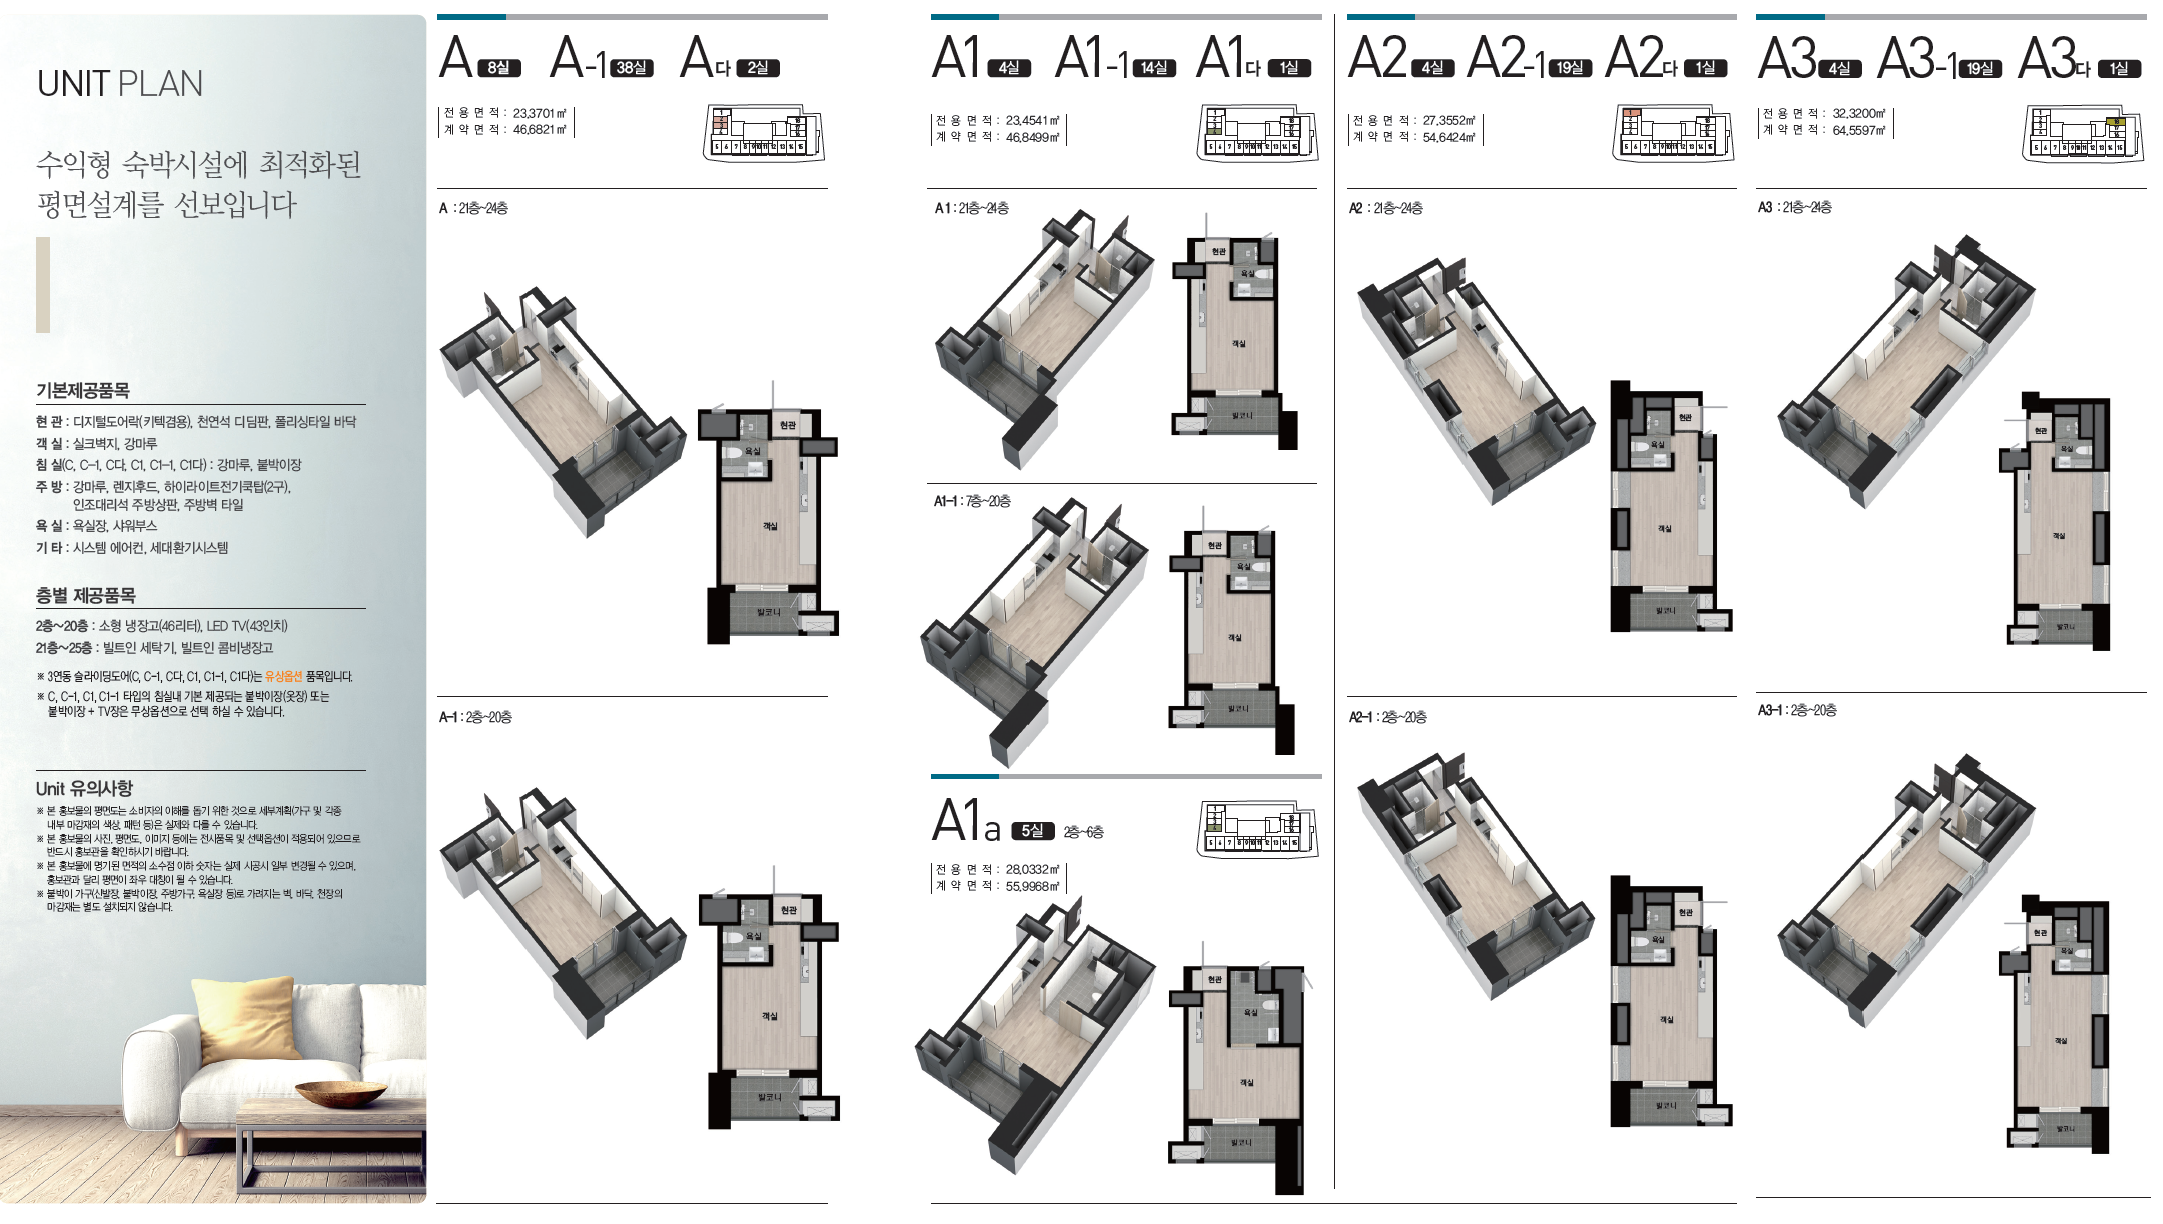 UNIT PLAN
수익형 숙박시설에 최적화된
평면설계를 선보입니다
기본제공품목
현 관 : 디지털도어락(키텍겸용), 천연석 디딤판, 폴리싱타일 바닥
객 실 : 실크벽지, 강마루
침 실(C, C-1, C다, C1, C1-1, C1다) : 강마루, 붙박이장
주 방 : 강마루, 렌지후드, 하이라이트전기쿡탑(2구),
인조대리석 주방상판, 주방벽 타일
욕 실 : 욕실장, 샤워부스
기 타 : 시스템 에어컨, 세대환기시스템
층별 제공품목
2층~20층 : 소형 냉장고(46리터), LED TV(43인치)
21층~25층 : 빌트인 세탁기, 빌트인 콤비냉장고
※ 3연동 슬라이딩도어(C, C-1, C다, C1, C1-1, C1다)는 유상옵션 품목입니다.
※ C, C-1, C1, C1-1 타입의 침실내 기본 제공되는 붙박이장(옷장) 또는
붙박이장 + TV장은 무상옵션으로 선택 하실 수 있습니다.
Unit 유의사항
※ 본 홍보물의 평면도는 소비자의 이해를 돕기 위한 것으로 세부계획(가구 및 각종
내부 마감재의 색상, 패턴 등)은 실제와 다를 수 있습니다.
※ 본 홍보물의 사진, 평면도, 이미지 등에는 전시품목 및 선택옵션이 적용되어 있으므로
반드시 홍보관을 확인하시기 바랍니다.
※ 본 홍보물에 명기된 면적의 소수점 이하 숫자는 실제 시공시 일부 변경될 수 있으며,
홍보관과 달리 평면이 좌우 대칭이 될 수 있습니다.
※ 붙박이 가구(신발장, 붙박이장, 주방가구, 욕실장 등)로 가려지는 벽, 바닥, 천장의
마감재는 별도 설치되지 않습니다.
A 8실 A-1 38실 A다 2실
전 용 면 적 : 23.3701㎡
계 약 면 적 : 46.6821㎡
A : 21층~24층
현관
욕실
객실
발코니
A-1 : 2층~20층
현관
욕실
객실
발코니
A1 4실 A1-1 14실 A1다 1실
전 용 면 적 : 23.4541㎡
계 약 면 적 : 46.8499㎡
A1 : 21층~24층
현관
욕실
객실
발코니
A1-1 : 7층~20층
현관
욕실
객실
발코니
A1a 5실 2층~6층
전 용 면 적 : 28.0332㎡
계 약 면 적 : 55.9968㎡
현관
욕실
객실
발코니
A2 4실 A2-1 19실 A2다 1실
전 용 면 적 : 27.3552㎡
계 약 면 적 : 54.6424㎡
A2 : 21층~24층
현관
욕실
객실
발코니
A2-1 : 2층~20층
현관
욕실
객실
발코니
A3 4실 A3-1 19실 A3다 1실
전 용 면 적 : 32.3200㎡
계 약 면 적 : 64.5597㎡
A3 : 21층~24층
현관
욕실
객실
발코니
A3-1 : 2층~20층
현관
욕실
객실
발코니